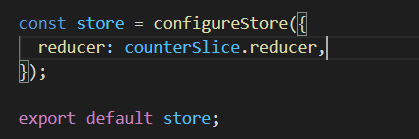 const store = configureStore({
  reducer: counterSlice.reducer,
});

export default store;